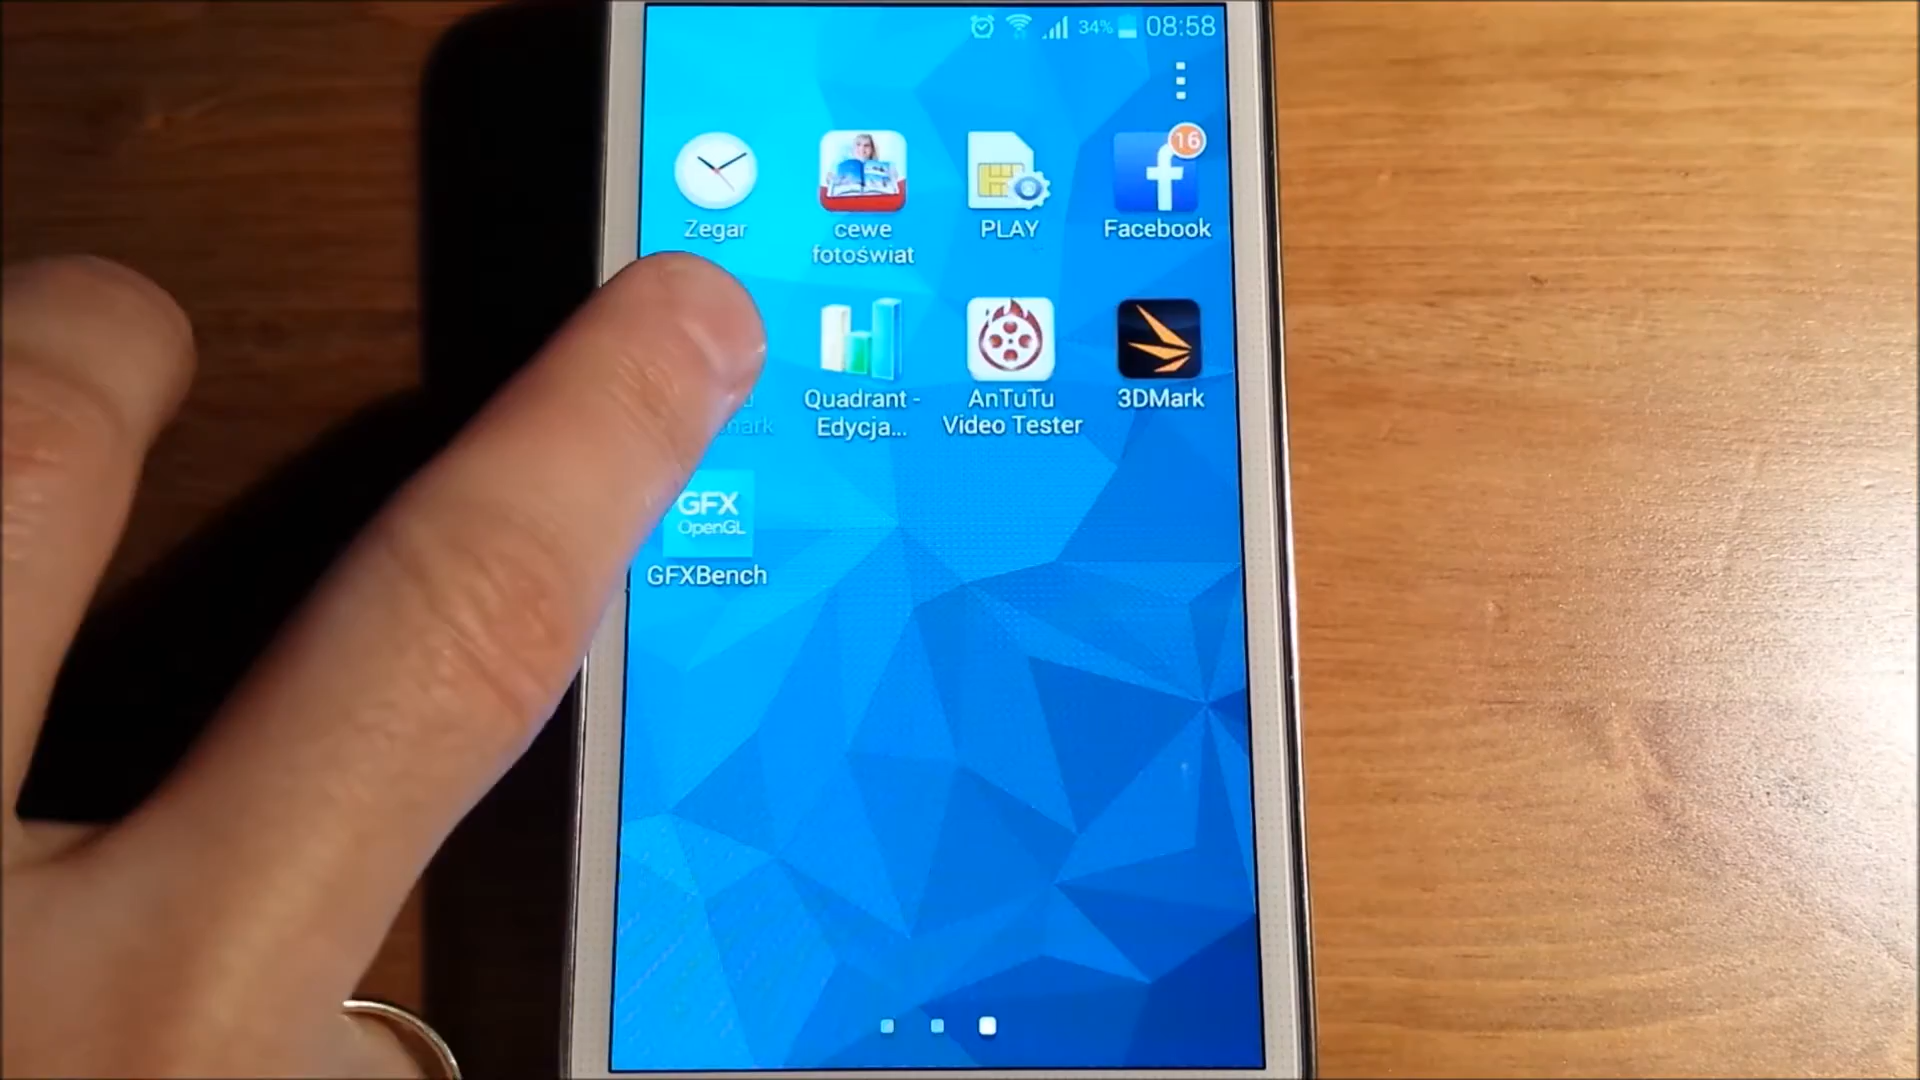 34% 08:58
Zegar
cewe
fotoświat
PLAY
16
Facebook
Quadrant -
Edycja...
AnTuTu
Video Tester
3DMark
GFX
OpenGL
GFXBench